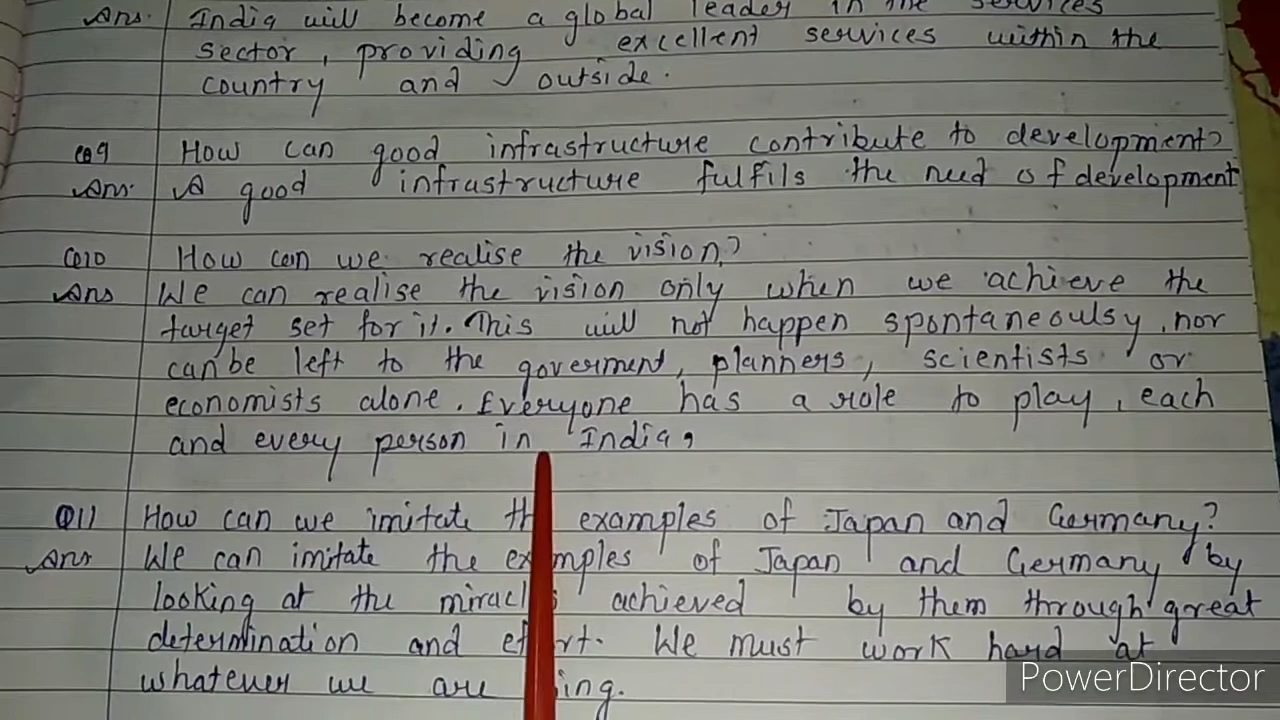 Ans. India will become a global leader in the services
sector, providing excellent services within the
country and outside.
Q9 How can good infrastructure contribute to development?
Ans. A good infrastructure fulfils the need of development
Q10 How can we realise the vision?
Ans We can realise the vision only when we achieve the
target set for it. This will not happen spontaneoulsy, nor
can be left to the goverment, planners, scientists or
economists alone. Everyone has a role to play, each
and every person in India,
Q11 How can we imitate examples of Japan and Germany?
Ans We can imitate the of Japan and Germany by
looking at the achieved by them through great
determination and We must work hard at
whatever we are
PowerDirector